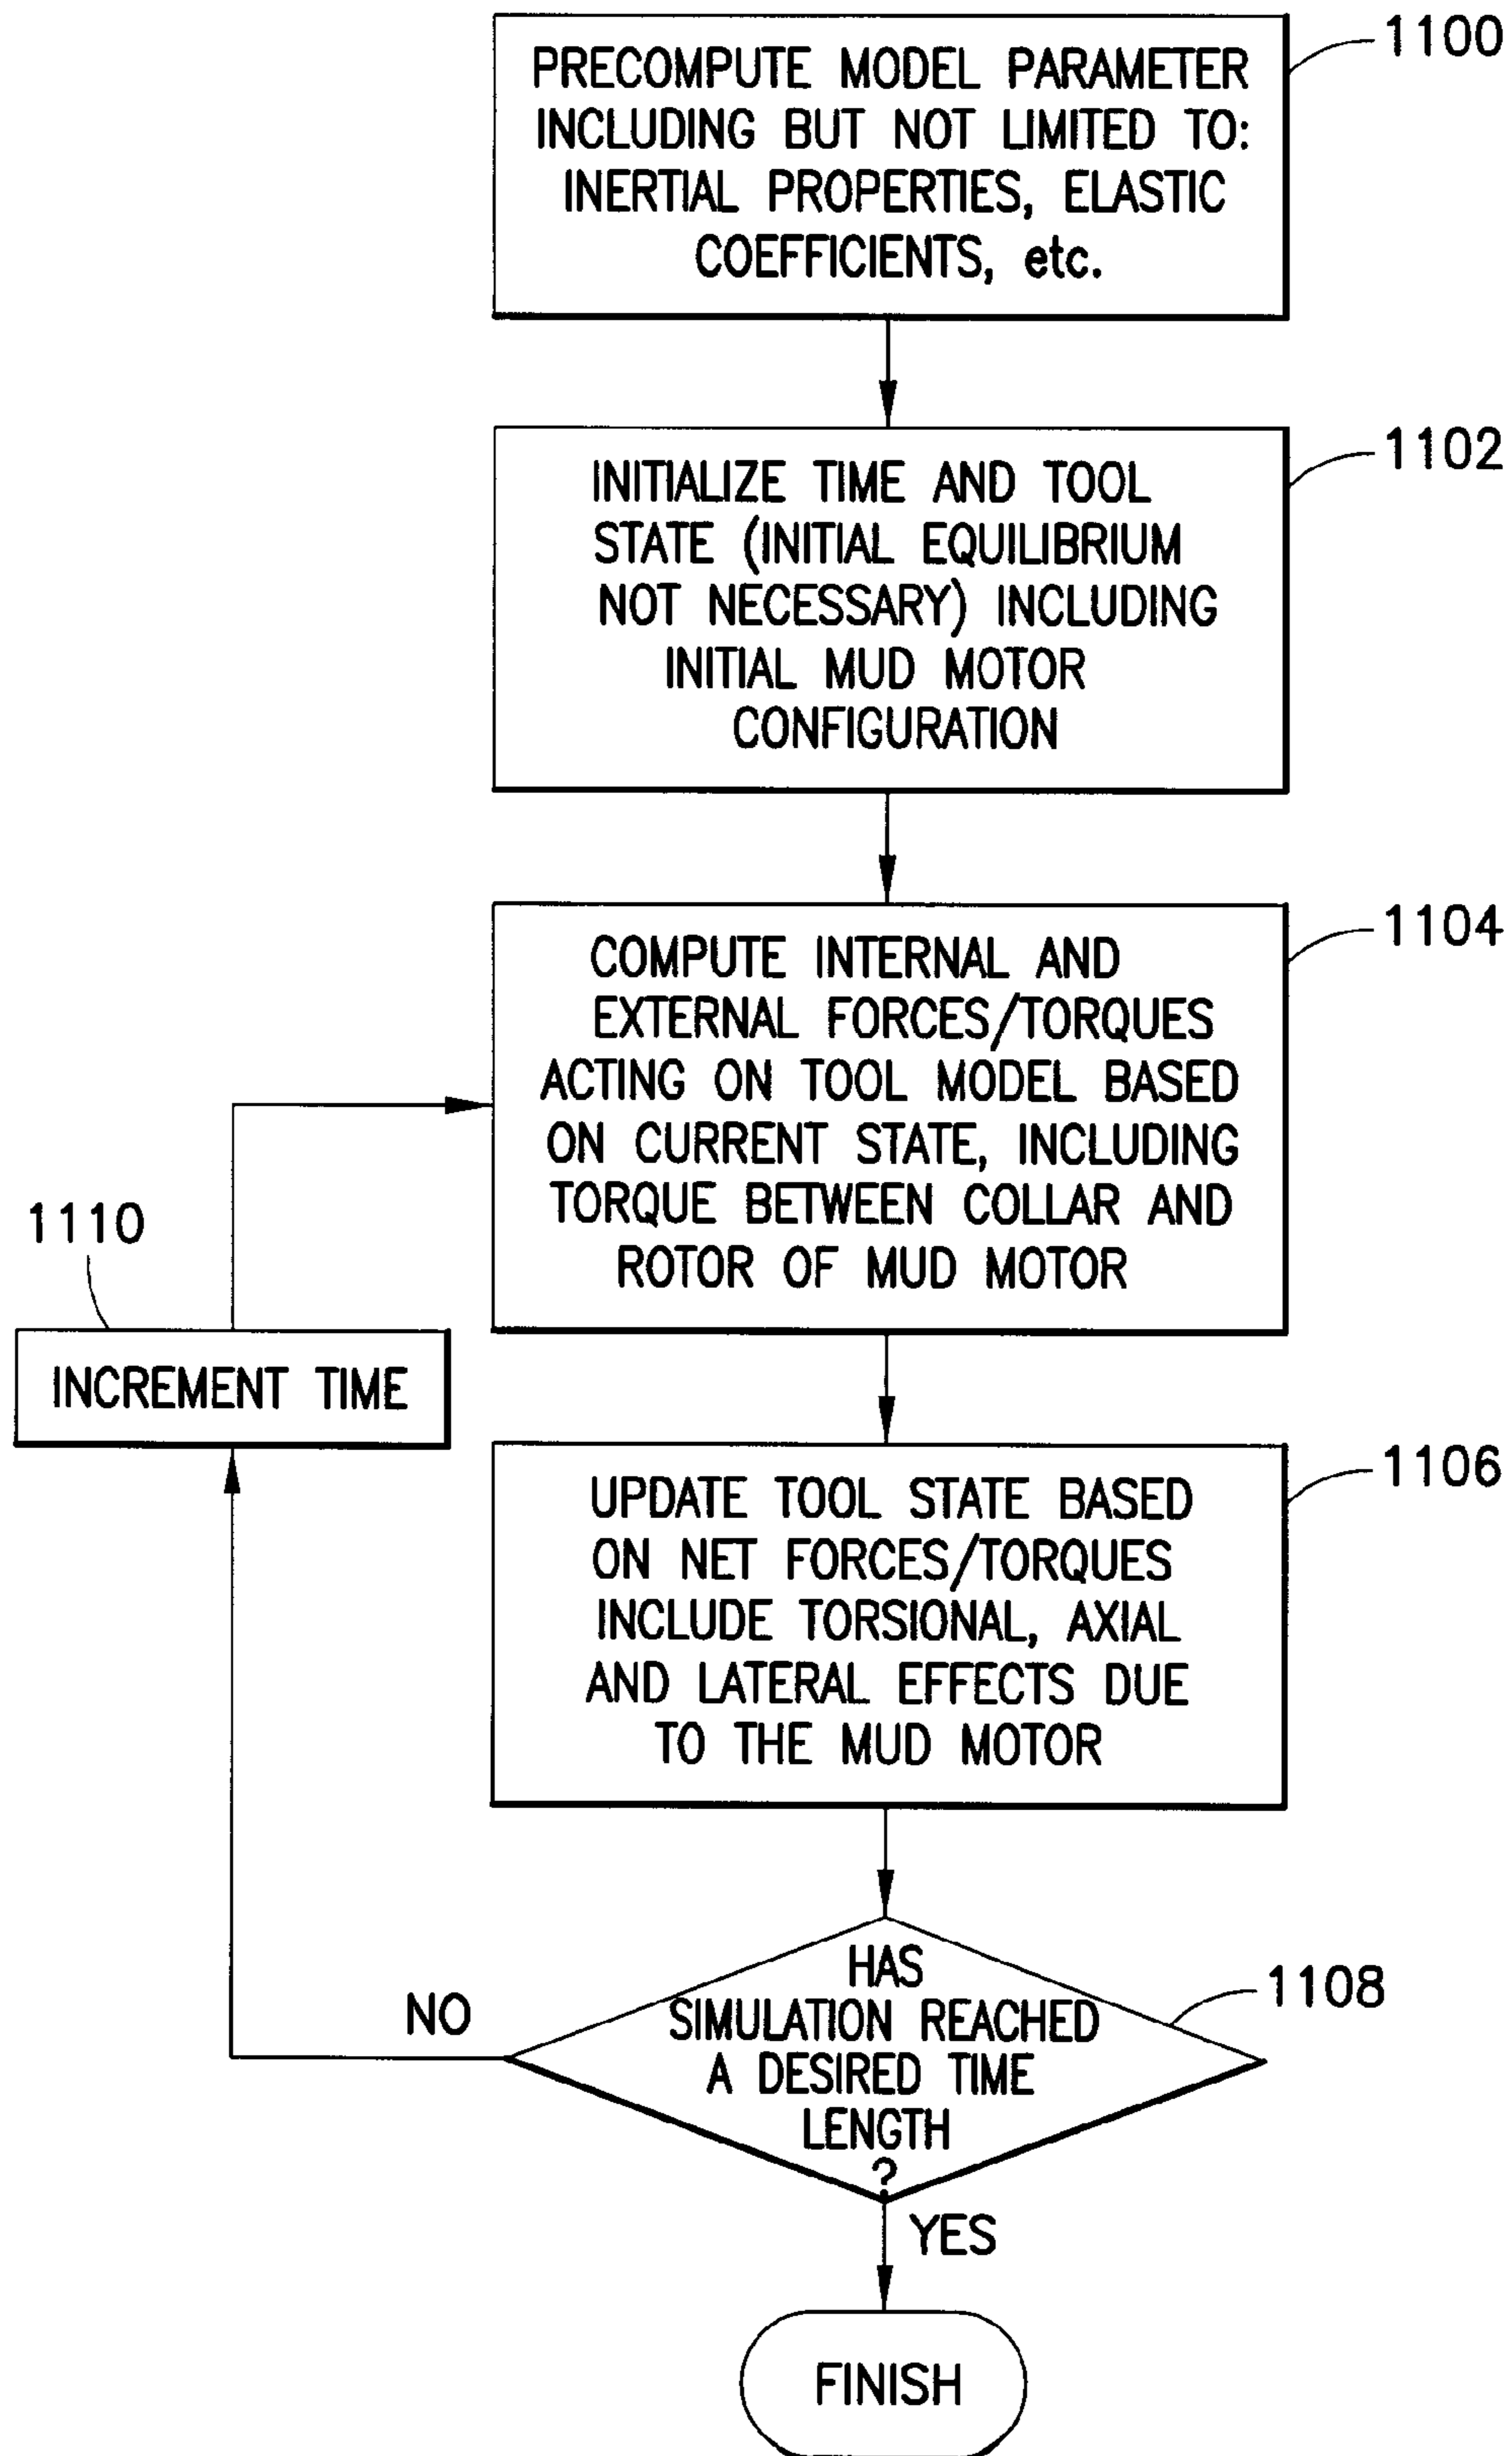 1100
PRECOMPUTE MODEL PARAMETER
INCLUDING BUT NOT LIMITED TO:
INERTIAL PROPERTIES, ELASTIC
COEFFICIENTS, etc.
1102
INITIALIZE TIME AND TOOL
STATE (INITIAL EQUILIBRIUM
NOT NECESSARY) INCLUDING
INITIAL MUD MOTOR
CONFIGURATION
1104
COMPUTE INTERNAL AND
EXTERNAL FORCES/TORQUES
ACTING ON TOOL MODEL BASED
ON CURRENT STATE, INCLUDING
TORQUE BETWEEN COLLAR AND
ROTOR OF MUD MOTOR
1110
INCREMENT TIME
1106
UPDATE TOOL STATE BASED
ON NET FORCES/TORQUES
INCLUDE TORSIONAL, AXIAL
AND LATERAL EFFECTS DUE
TO THE MUD MOTOR
1108
HAS
SIMULATION REACHED
A DESIRED TIME
LENGTH
?
NO
YES
FINISH